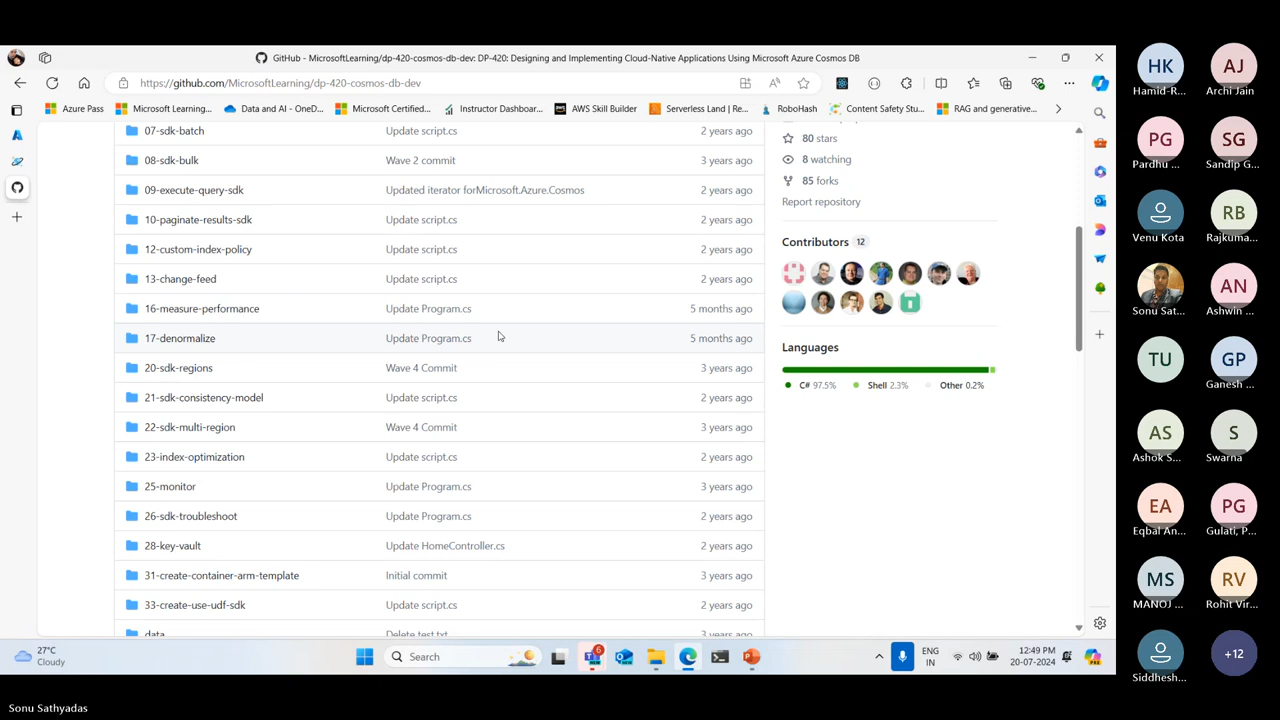 GitHub - MicrosoftLearning/dp-420-cosmos-db-dev: DP-420: Designing and Implementing Cloud-Native Applications Using Microsoft Azure Cosmos DB
https://github.com/MicrosoftLearning/dp-420-cosmos-db-dev
Azure Pass
Microsoft Learning...
Data and AI - OneD...
Microsoft Certified...
Instructor Dashboar...
AWS Skill Builder
Serverless Land | Re...
RoboHash
Content Safety Stu...
RAG and generative...
07-sdk-batch Update script.cs 2 years ago
08-sdk-bulk Wave 2 commit 3 years ago
09-execute-query-sdk Updated iterator forMicrosoft.Azure.Cosmos 2 years ago
10-paginate-results-sdk Update script.cs 2 years ago
12-custom-index-policy Update script.cs 2 years ago
13-change-feed Update script.cs 2 years ago
16-measure-performance Update Program.cs 5 months ago
17-denormalize Update Program.cs 5 months ago
20-sdk-regions Wave 4 Commit 3 years ago
21-sdk-consistency-model Update script.cs 2 years ago
22-sdk-multi-region Wave 4 Commit 3 years ago
23-index-optimization Update script.cs 2 years ago
25-monitor Update Program.cs 3 years ago
26-sdk-troubleshoot Update Program.cs 2 years ago
28-key-vault Update HomeController.cs 2 years ago
31-create-container-arm-template Initial commit 3 years ago
33-create-use-udf-sdk Update script.cs 2 years ago
data Delete test.txt 3 years ago
80 stars
8 watching
85 forks
Report repository
Contributors 12
Languages
C# 97.5% Shell 2.3% Other 0.2%
27°C
Cloudy
Search
6
ENG
IN
12:49 PM
20-07-2024
HK
Hamid-R...
AJ
Archi Jain
PG
Pardhu ...
SG
Sandip G...
Venu Kota
RB
Rajkuma...
Sonu Sat...
AN
Ashwin ...
TU
GP
Ganesh ...
AS
Ashok S...
S
Swarna
EA
Eqbal An...
PG
Gulati, P...
MS
MANOJ ...
RV
Rohit Vir...
Siddhesh...
+12
Sonu Sathyadas